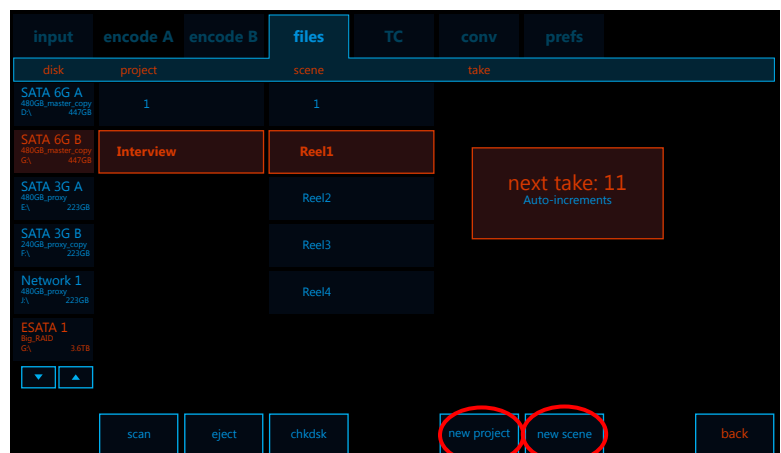 input encode A encode B files TC conv prefs
disk project scene take
SATA 6G A
480GB_master_copy
D:\ 447GB
1
1
SATA 6G B
480GB_master_copy
G:\ 447GB
Interview
Reel1
next take: 11
Auto-increments
SATA 3G A
480GB_proxy
E:\ 223GB
Reel2
SATA 3G B
240GB_proxy_copy
F:\ 223GB
Reel3
Network 1
480GB_proxy
J:\ 223GB
Reel4
ESATA 1
Big_RAID
G:\ 3.6TB
scan eject chkdsk new project new scene back